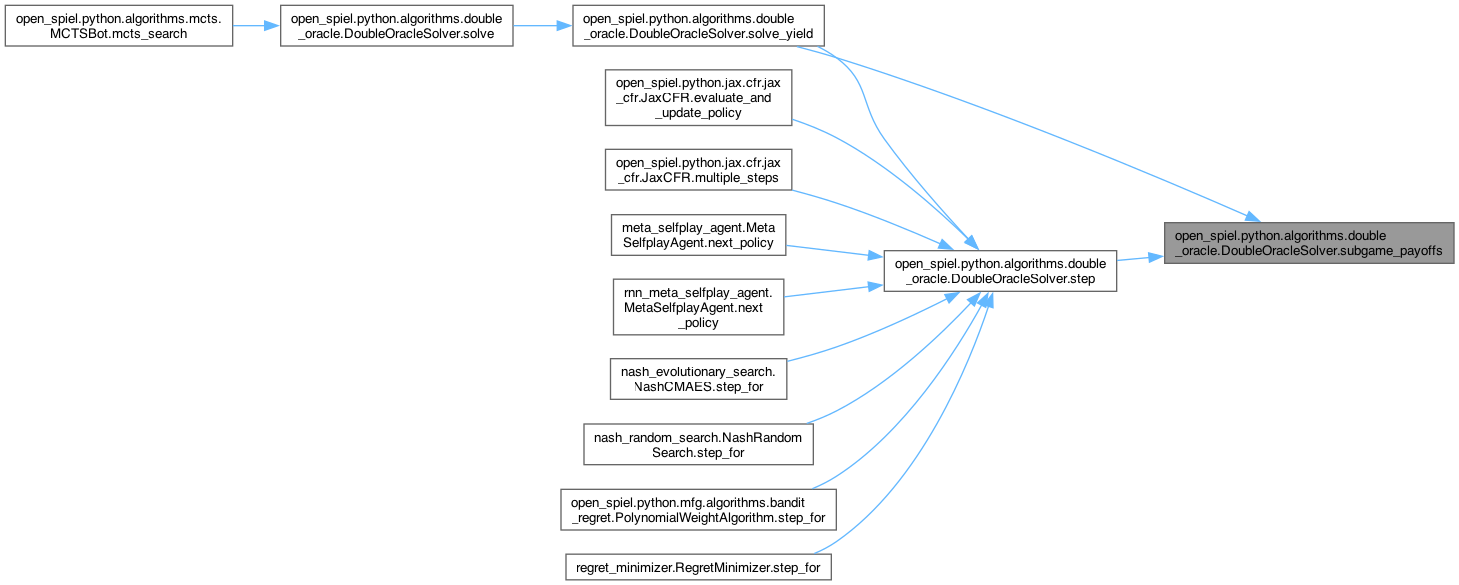 open_spiel.python.algorithms.mcts.
MCTSBot.mcts_search
open_spiel.python.algorithms.double
_oracle.DoubleOracleSolver.solve
open_spiel.python.algorithms.double
_oracle.DoubleOracleSolver.solve_yield
open_spiel.python.jax.cfr.jax
_cfr.JaxCFR.evaluate_and
_update_policy
open_spiel.python.jax.cfr.jax
_cfr.JaxCFR.multiple_steps
meta_selfplay_agent.Meta
SelfplayAgent.next_policy
rnn_meta_selfplay_agent.
MetaSelfplayAgent.next
_policy
nash_evolutionary_search.
NashCMAES.step_for
nash_random_search.NashRandom
Search.step_for
open_spiel.python.mfg.algorithms.bandit
_regret.PolynomialWeightAlgorithm.step_for
regret_minimizer.RegretMinimizer.step_for
open_spiel.python.algorithms.double
_oracle.DoubleOracleSolver.step
open_spiel.python.algorithms.double
_oracle.DoubleOracleSolver.subgame_payoffs